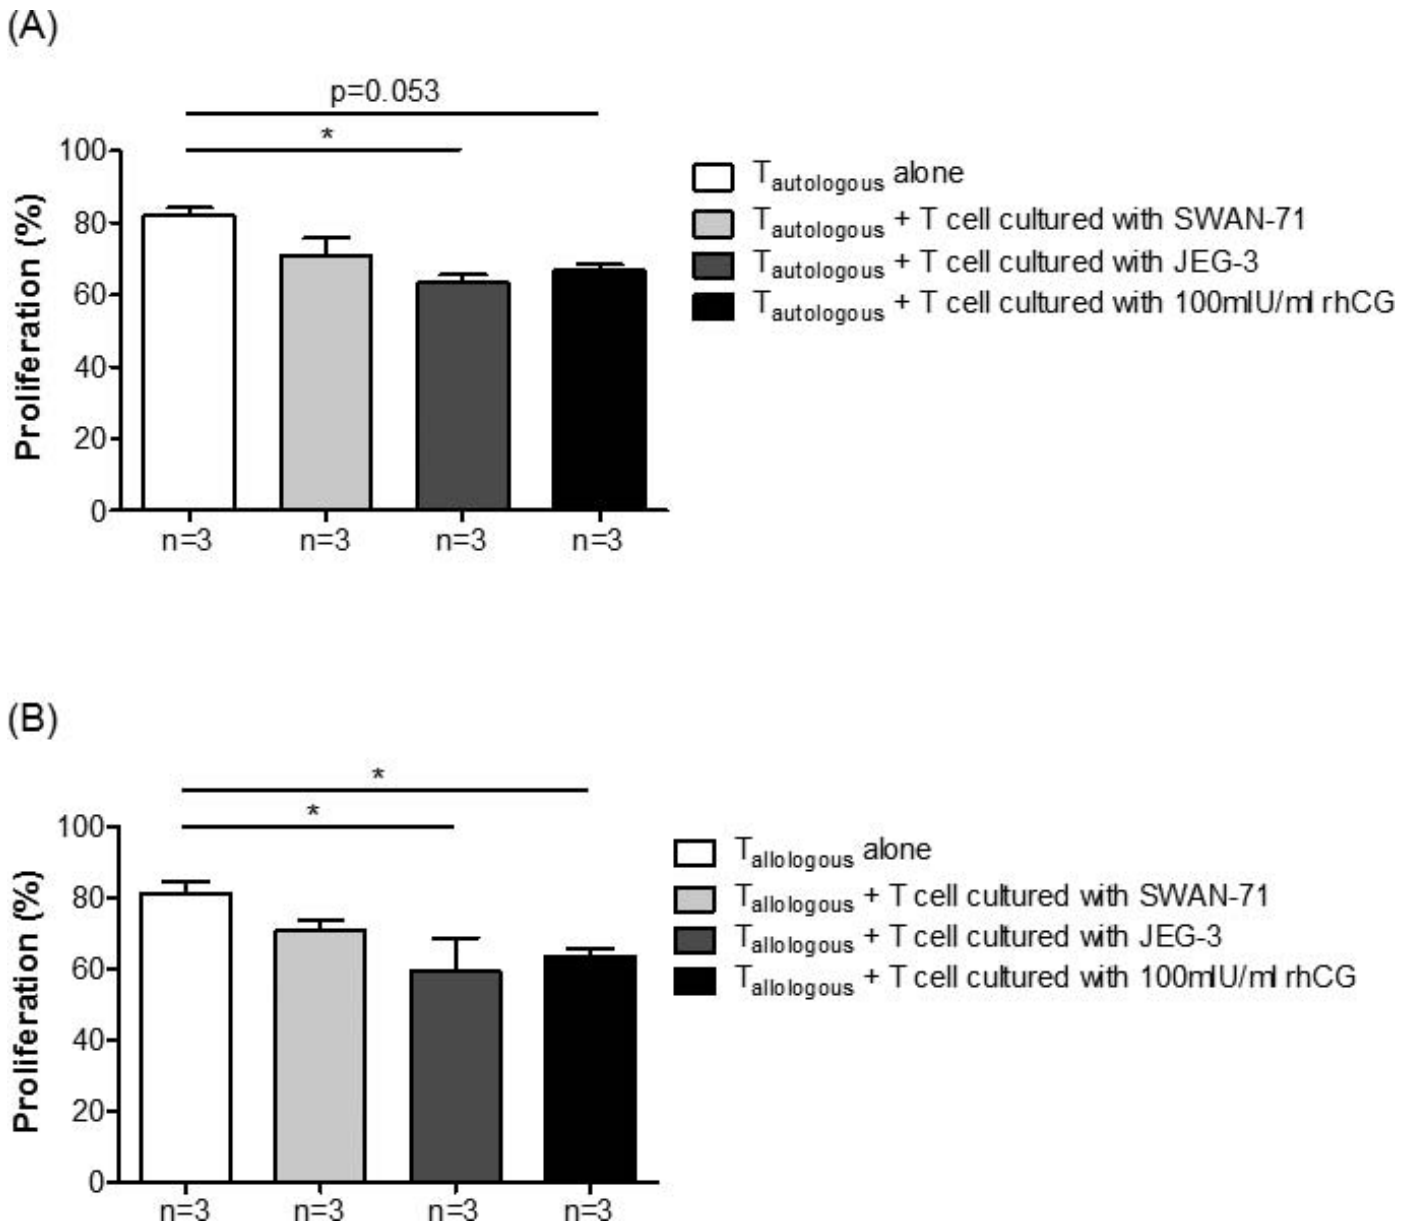 (A)
p=0.053
*
100
80
60
40
20
0
Proliferation (%)
n=3 n=3 n=3 n=3
Tautologous alone
Tautologous + T cell cultured with SWAN-71
Tautologous + T cell cultured with JEG-3
Tautologous + T cell cultured with 100mIU/ml rhCG
(B)
*
*
100
80
60
40
20
0
Proliferation (%)
n=3 n=3 n=3 n=3
Tallologous alone
Tallologous + T cell cultured with SWAN-71
Tallologous + T cell cultured with JEG-3
Tallologous + T cell cultured with 100mIU/ml rhCG